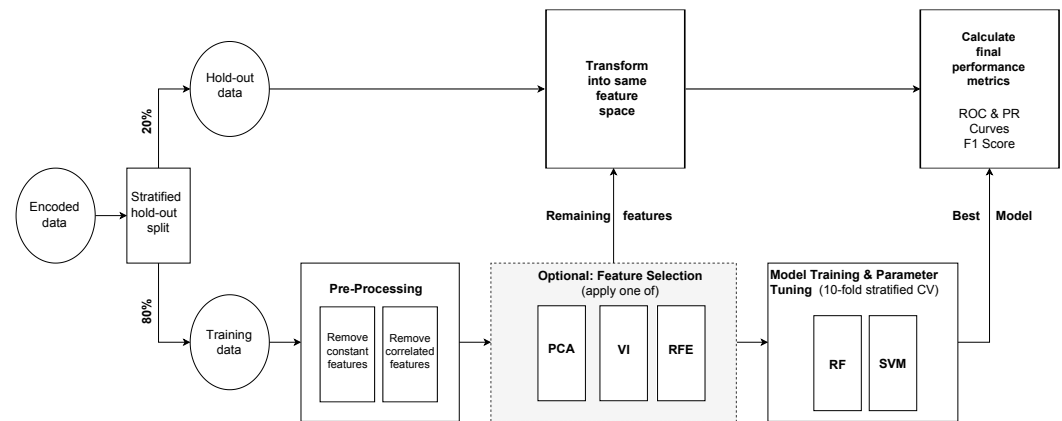 Encoded
data
Stratified
hold-out
split
20%
80%
Hold-out
data
Training
data
Pre-Processing
Remove
constant
features
Remove
correlated
features
Optional: Feature Selection
(apply one of)
PCA
VI
RFE
Remaining features
Transform
into same
feature
space
Model Training & Parameter
Tuning (10-fold stratified CV)
RF
SVM
Best Model
Calculate
final
performance
metrics
ROC & PR
Curves
F1 Score